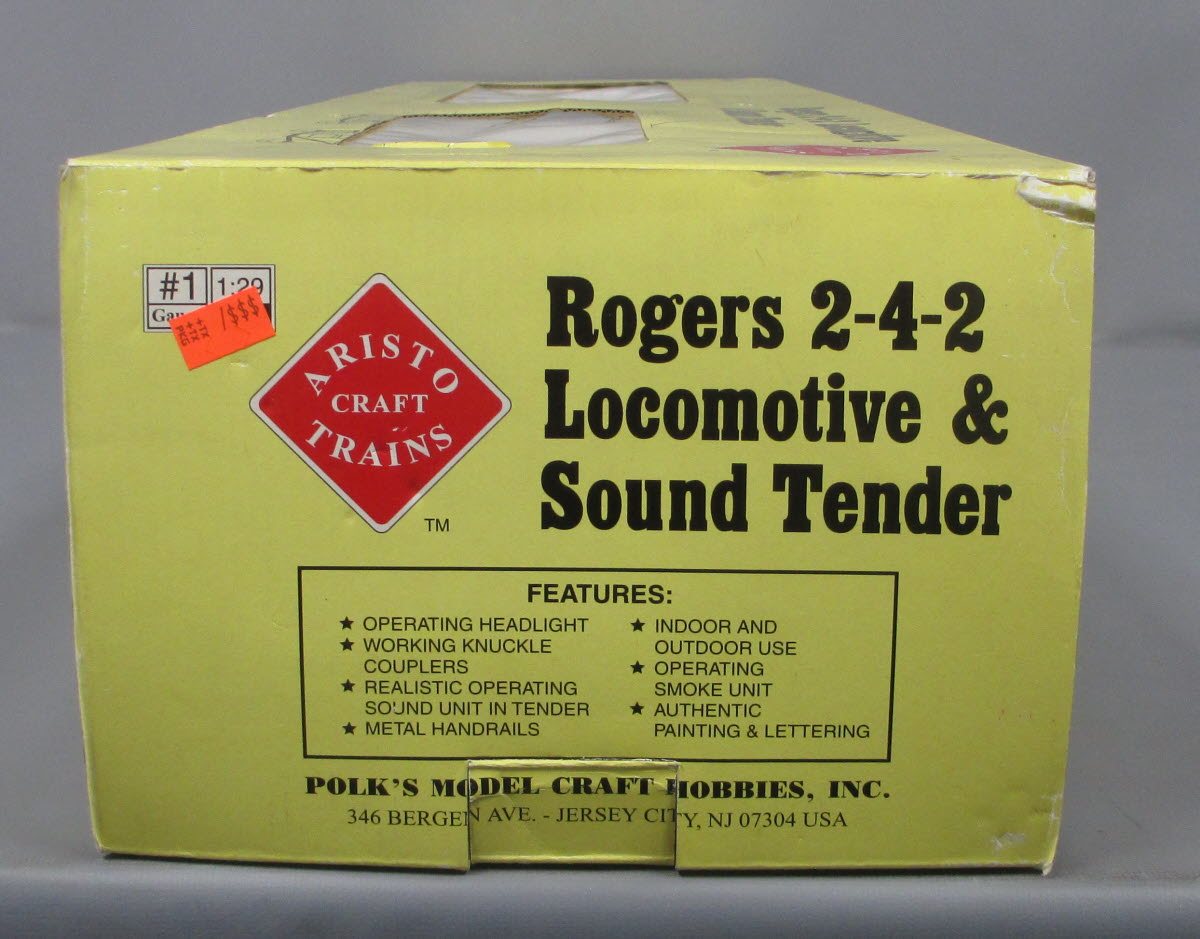 #1 1:29
ARISTO
CRAFT
TRAINS
TM
Rogers 2-4-2
Locomotive &
Sound Tender
FEATURES:
★ OPERATING HEADLIGHT
★ WORKING KNUCKLE
COUPLERS
★ REALISTIC OPERATING
SOUND UNIT IN TENDER
★ METAL HANDRAILS
★ INDOOR AND
OUTDOOR USE
★ OPERATING
SMOKE UNIT
★ AUTHENTIC
PAINTING & LETTERING
POLK'S MODEL CRAFT HOBBIES, INC.
346 BERGEN AVE. - JERSEY CITY, NJ 07304 USA